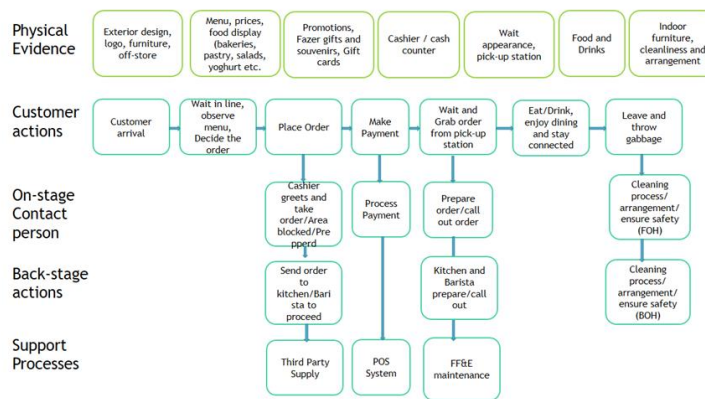 Physical
Evidence
Exterior design,
logo, furniture,
off-store
Menu, prices,
food display
(bakeries,
pastry, salads,
yoghurt etc.
Promotions,
Fazer gifts and
souvenirs, Gift
cards
Cashier / cash
counter
Wait
appearance,
pick-up station
Food and
Drinks
Indoor
furniture,
cleanliness and
arrangement
Customer
actions
Customer
arrival
Wait in line,
observe
menu,
Decide the
order
Place Order
Make
Payment
Wait and
Grab order
from pick-up
station
Eat/Drink,
enjoy dining
and stay
connected
Leave and
throw
gabbage
On-stage
Contact
person
Cashier
greets and
take
order/Area
blocked/Pre
pperd
Process
Payment
Prepare
order/call
out order
Cleaning
process/
arrangement/
ensure safety
(FOH)
Back-stage
actions
Send order
to
kitchen/Bari
sta to
proceed
Kitchen and
Barista
prepare/call
out
Cleaning
process/
arrangement/
ensure safety
(BOH)
Support
Processes
Third Party
Supply
POS
System
FF&E
maintenance